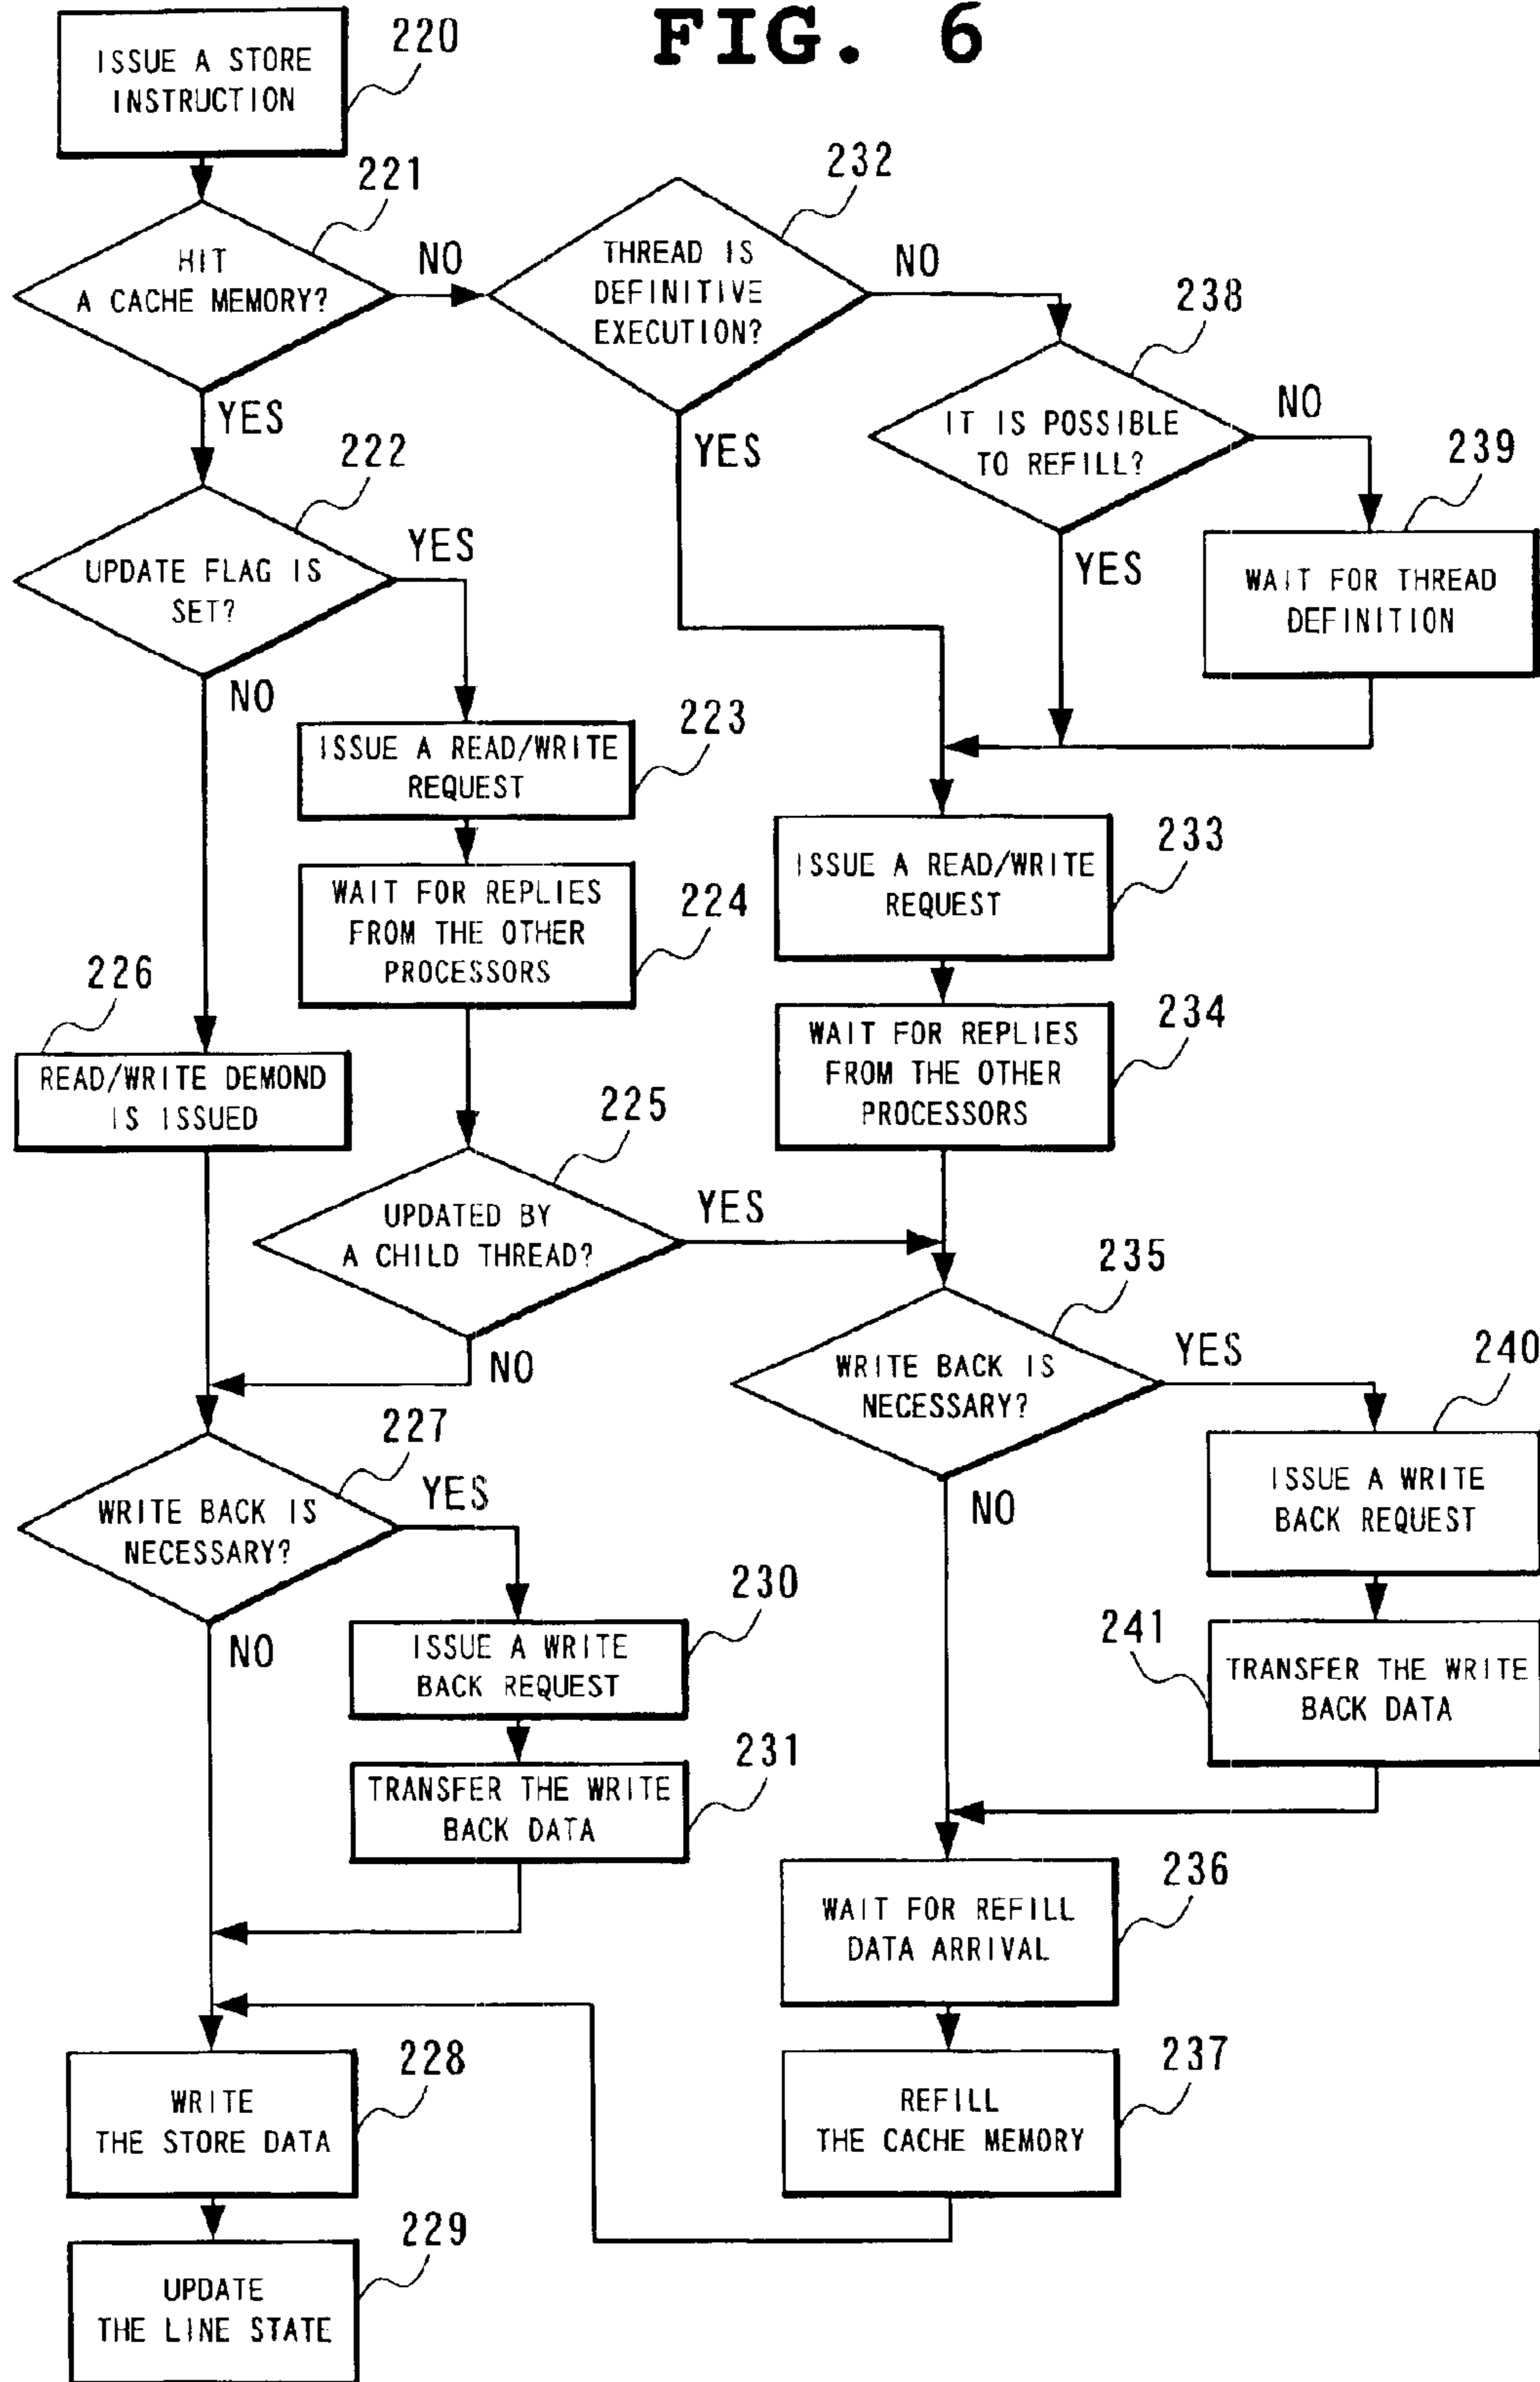 FIG. 6
ISSUE A STORE
INSTRUCTION
220
HIT
A CACHE MEMORY?
221
NO
YES
THREAD IS
DEFINITIVE
EXECUTION?
232
NO
YES
IT IS POSSIBLE
TO REFILL?
238
NO
YES
WAIT FOR THREAD
DEFINITION
239
UPDATE FLAG IS
SET?
222
YES
NO
ISSUE A READ/WRITE
REQUEST
223
WAIT FOR REPLIES
FROM THE OTHER
PROCESSORS
224
READ/WRITE DEMOND
IS ISSUED
226
UPDATED BY
A CHILD THREAD?
225
YES
NO
ISSUE A READ/WRITE
REQUEST
233
WAIT FOR REPLIES
FROM THE OTHER
PROCESSORS
234
WRITE BACK IS
NECESSARY?
235
YES
NO
ISSUE A WRITE
BACK REQUEST
240
TRANSFER THE WRITE
BACK DATA
241
WRITE BACK IS
NECESSARY?
227
YES
NO
ISSUE A WRITE
BACK REQUEST
230
TRANSFER THE WRITE
BACK DATA
231
WAIT FOR REFILL
DATA ARRIVAL
236
REFILL
THE CACHE MEMORY
237
WRITE
THE STORE DATA
228
UPDATE
THE LINE STATE
229